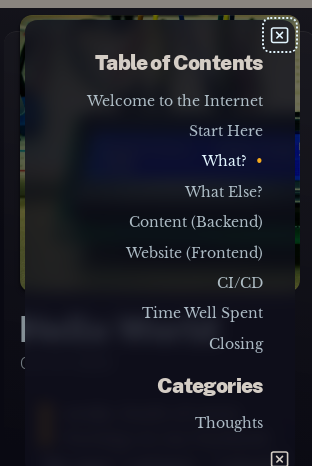 Table of Contents
Welcome to the Internet
Start Here
What?
What Else?
Content (Backend)
Website (Frontend)
CI/CD
Time Well Spent
Closing
Categories
Thoughts